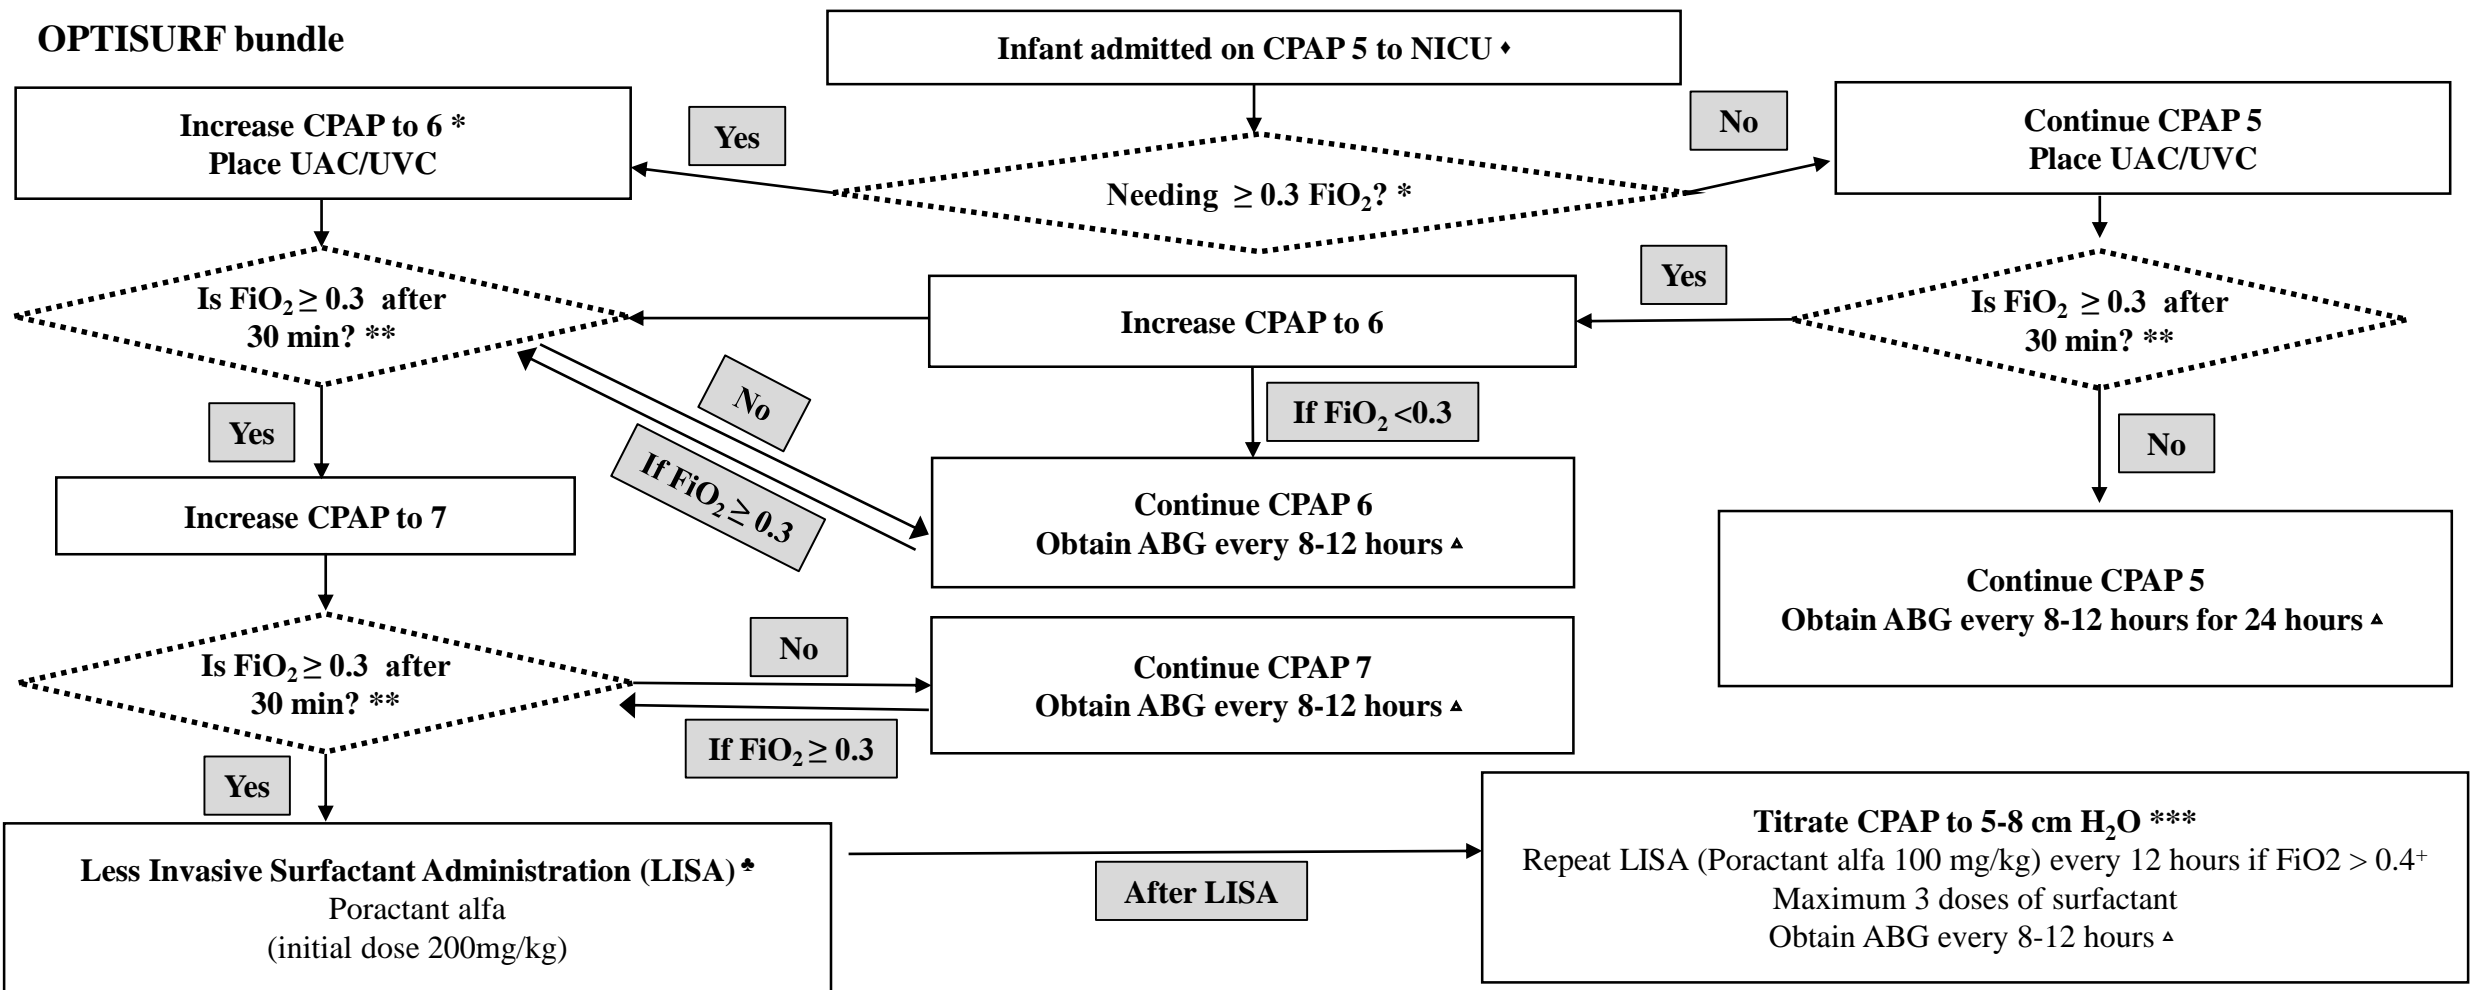 OPTISURF bundle
Infant admitted on CPAP 5 to NICU ♦
Increase CPAP to 6 *
Place UAC/UVC
Yes
Needing ≥ 0.3 FiO₂? *
No
Continue CPAP 5
Place UAC/UVC
Is FiO₂ ≥ 0.3 after
30 min? **
Increase CPAP to 6
Yes
Is FiO₂ ≥ 0.3 after
30 min? **
No
If FiO₂ ≥ 0.3
If FiO₂ <0.3
No
Yes
Increase CPAP to 7
Continue CPAP 6
Obtain ABG every 8-12 hours ▵
Continue CPAP 5
Obtain ABG every 8-12 hours for 24 hours ▵
Is FiO₂ ≥ 0.3 after
30 min? **
No
If FiO₂ ≥ 0.3
Continue CPAP 7
Obtain ABG every 8-12 hours ▵
Yes
Less Invasive Surfactant Administration (LISA) ♣
Poractant alfa
(initial dose 200mg/kg)
After LISA
Titrate CPAP to 5-8 cm H₂O ***
Repeat LISA (Poractant alfa 100 mg/kg) every 12 hours if FiO2 > 0.4⁺
Maximum 3 doses of surfactant
Obtain ABG every 8-12 hours ▵